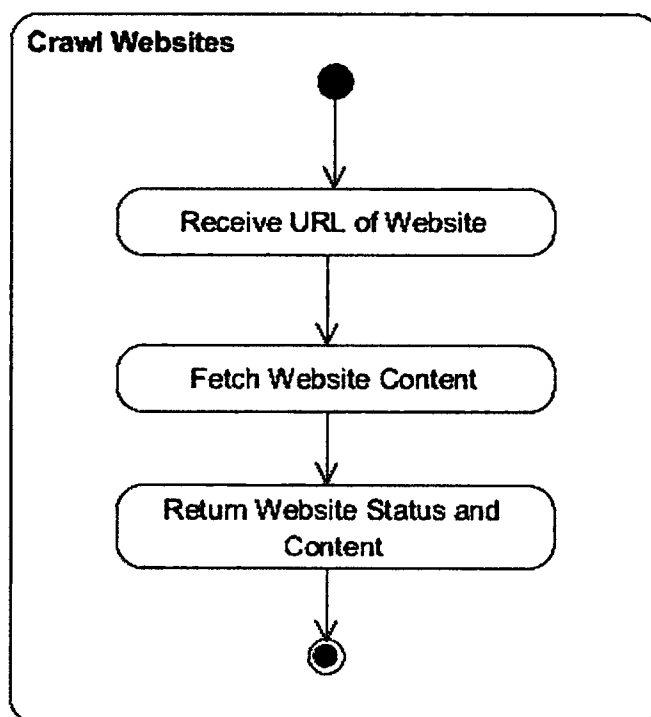 Crawl Websites
Receive URL of Website
Fetch Website Content
Return Website Status and
Content